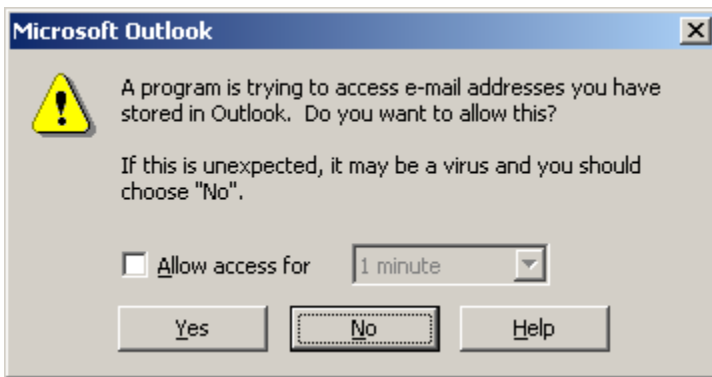 Microsoft Outlook
A program is trying to access e-mail addresses you have
stored in Outlook.  Do you want to allow this?
If this is unexpected, it may be a virus and you should
choose "No".
Allow access for 1 minute
Yes No Help